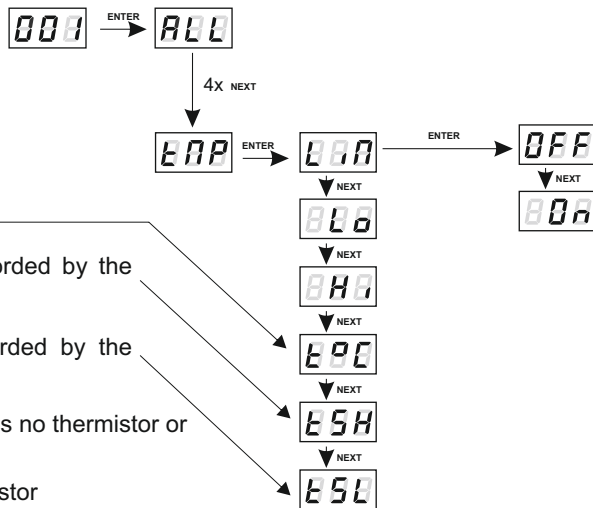 001 ENTER ALL
4x NEXT
tMP ENTER LiM ENTER OFF
NEXT NEXT
Lo On
NEXT
Hi
orded by the
NEXT
t°C
rded by the
NEXT
tSH
s no thermistor or
NEXT
tSL
stor